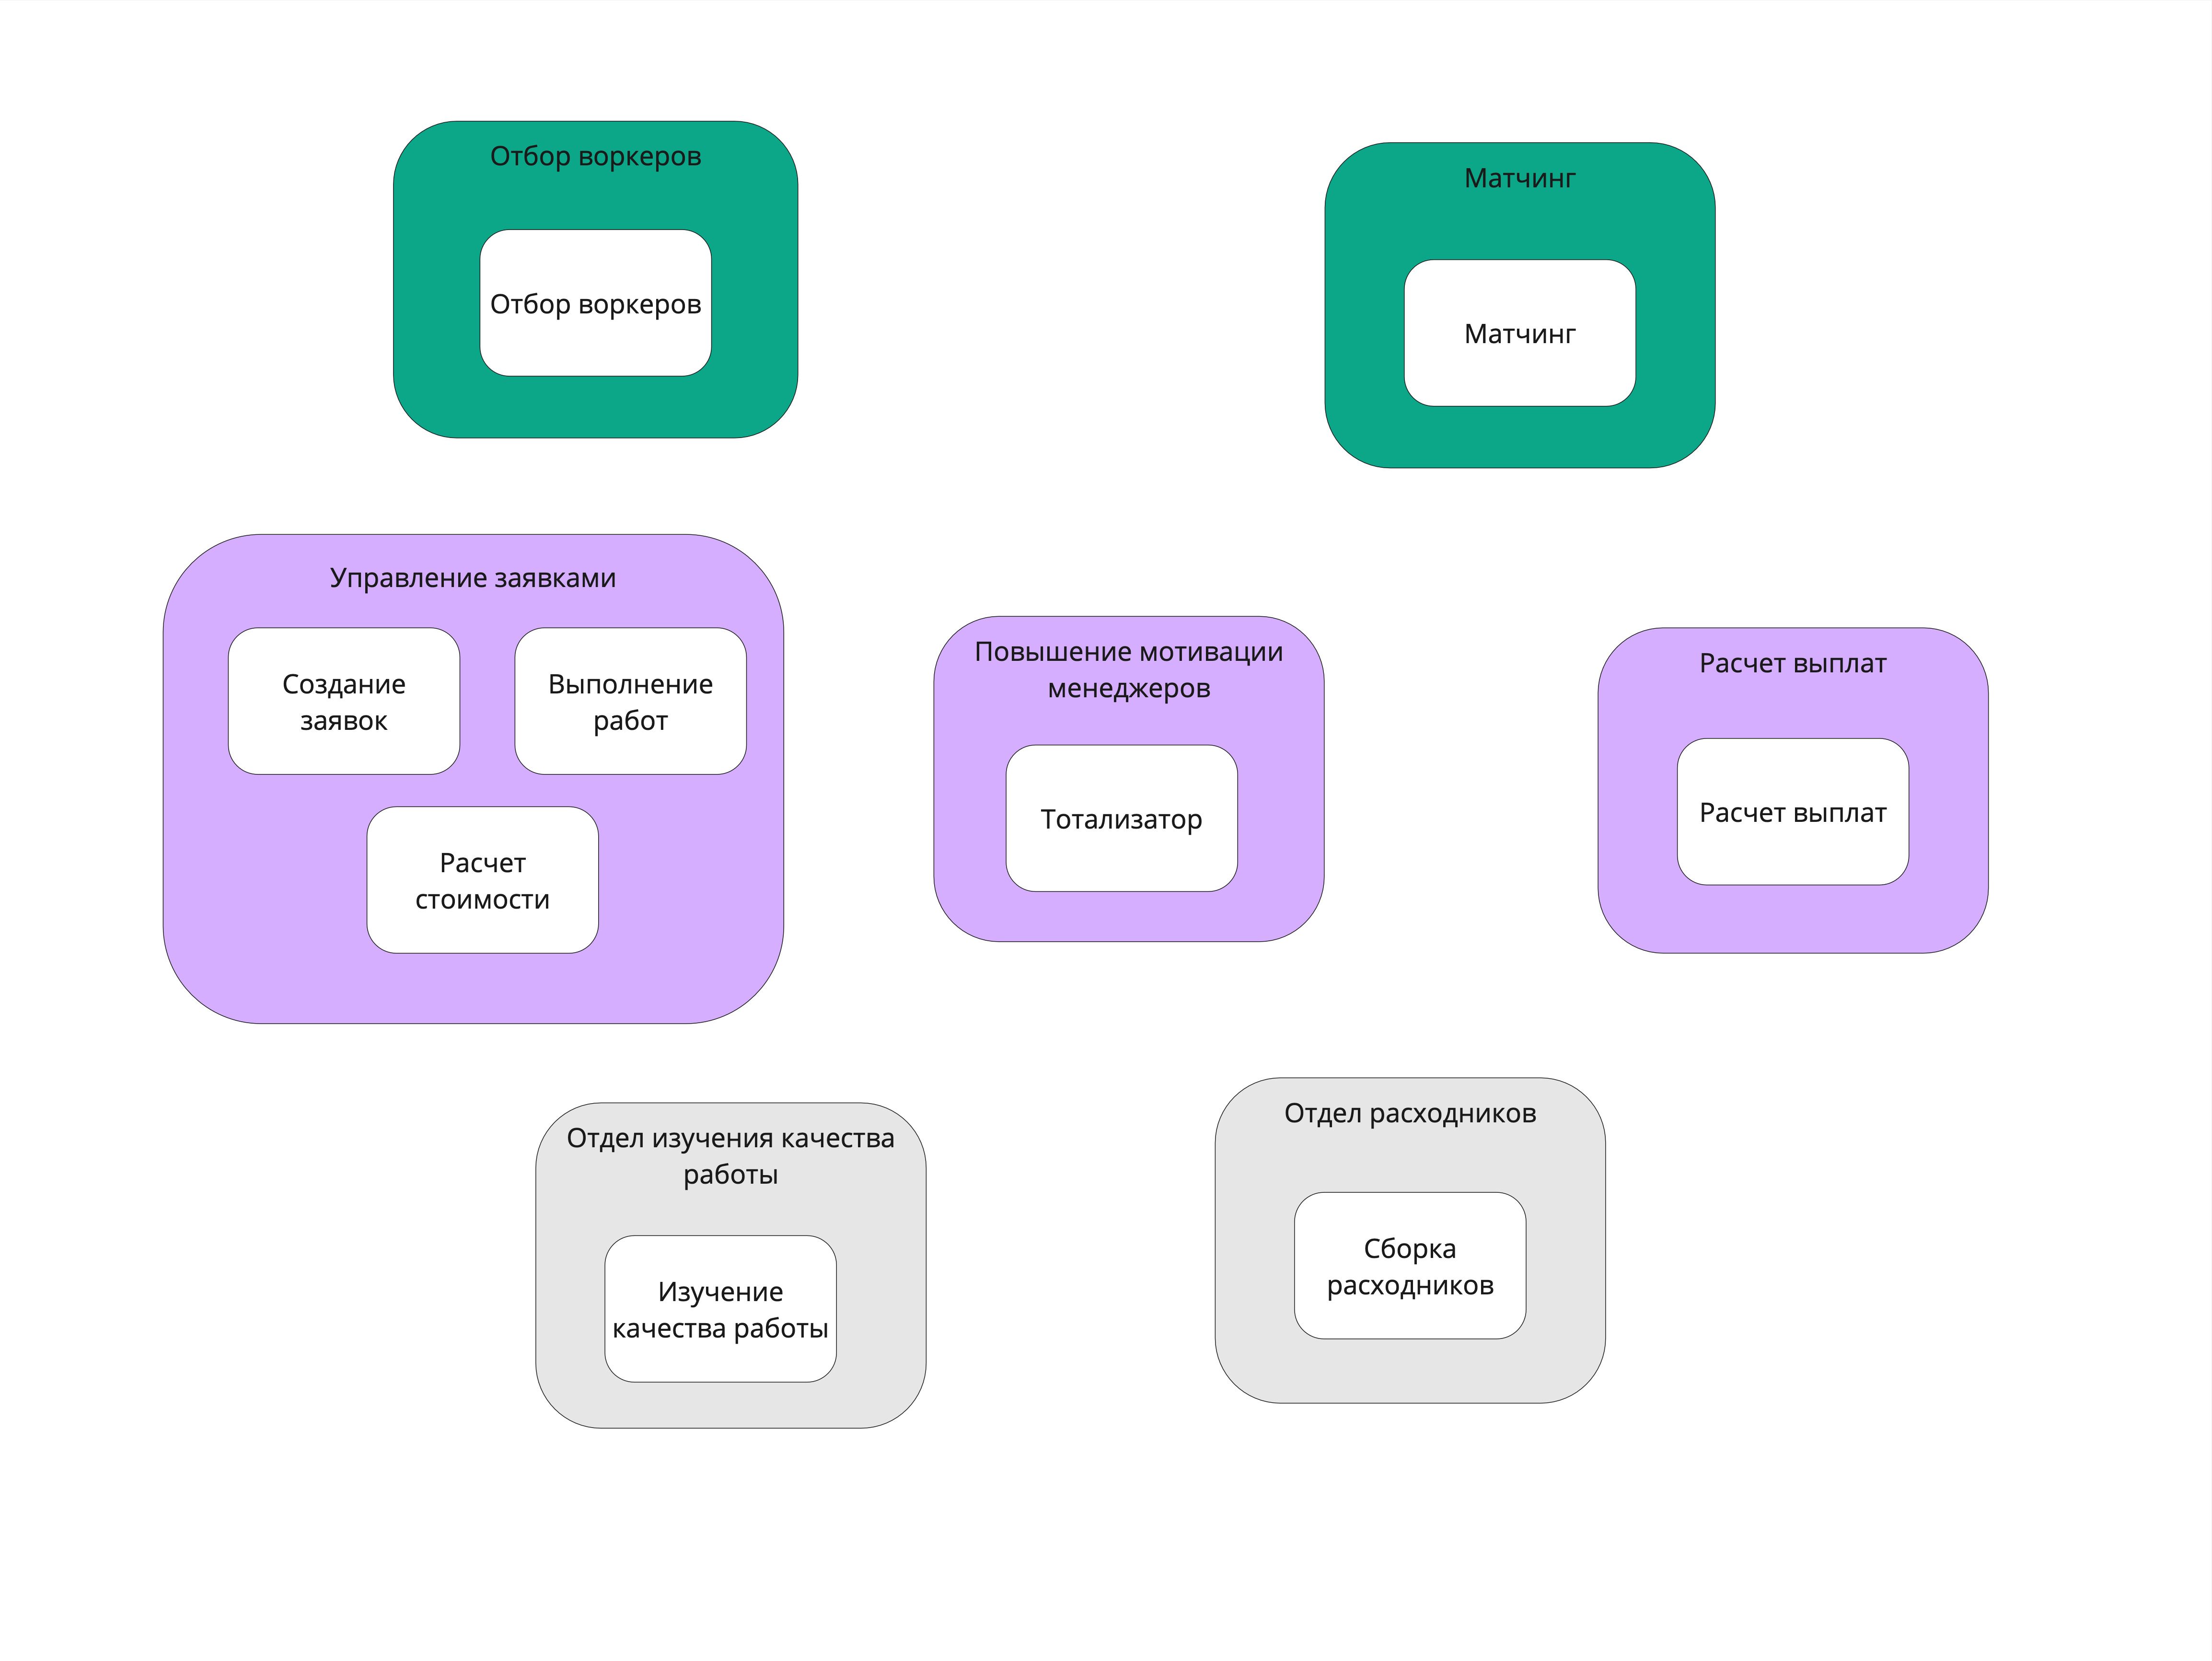 Отбор воркеров
Отбор воркеров
Матчинг
Матчинг
Управление заявками
Создание
заявок
Выполнение
работ
Расчет
стоимости
Повышение мотивации
менеджеров
Тотализатор
Расчет выплат
Расчет выплат
Отдел изучения качества
работы
Изучение
качества работы
Отдел расходников
Сборка
расходников